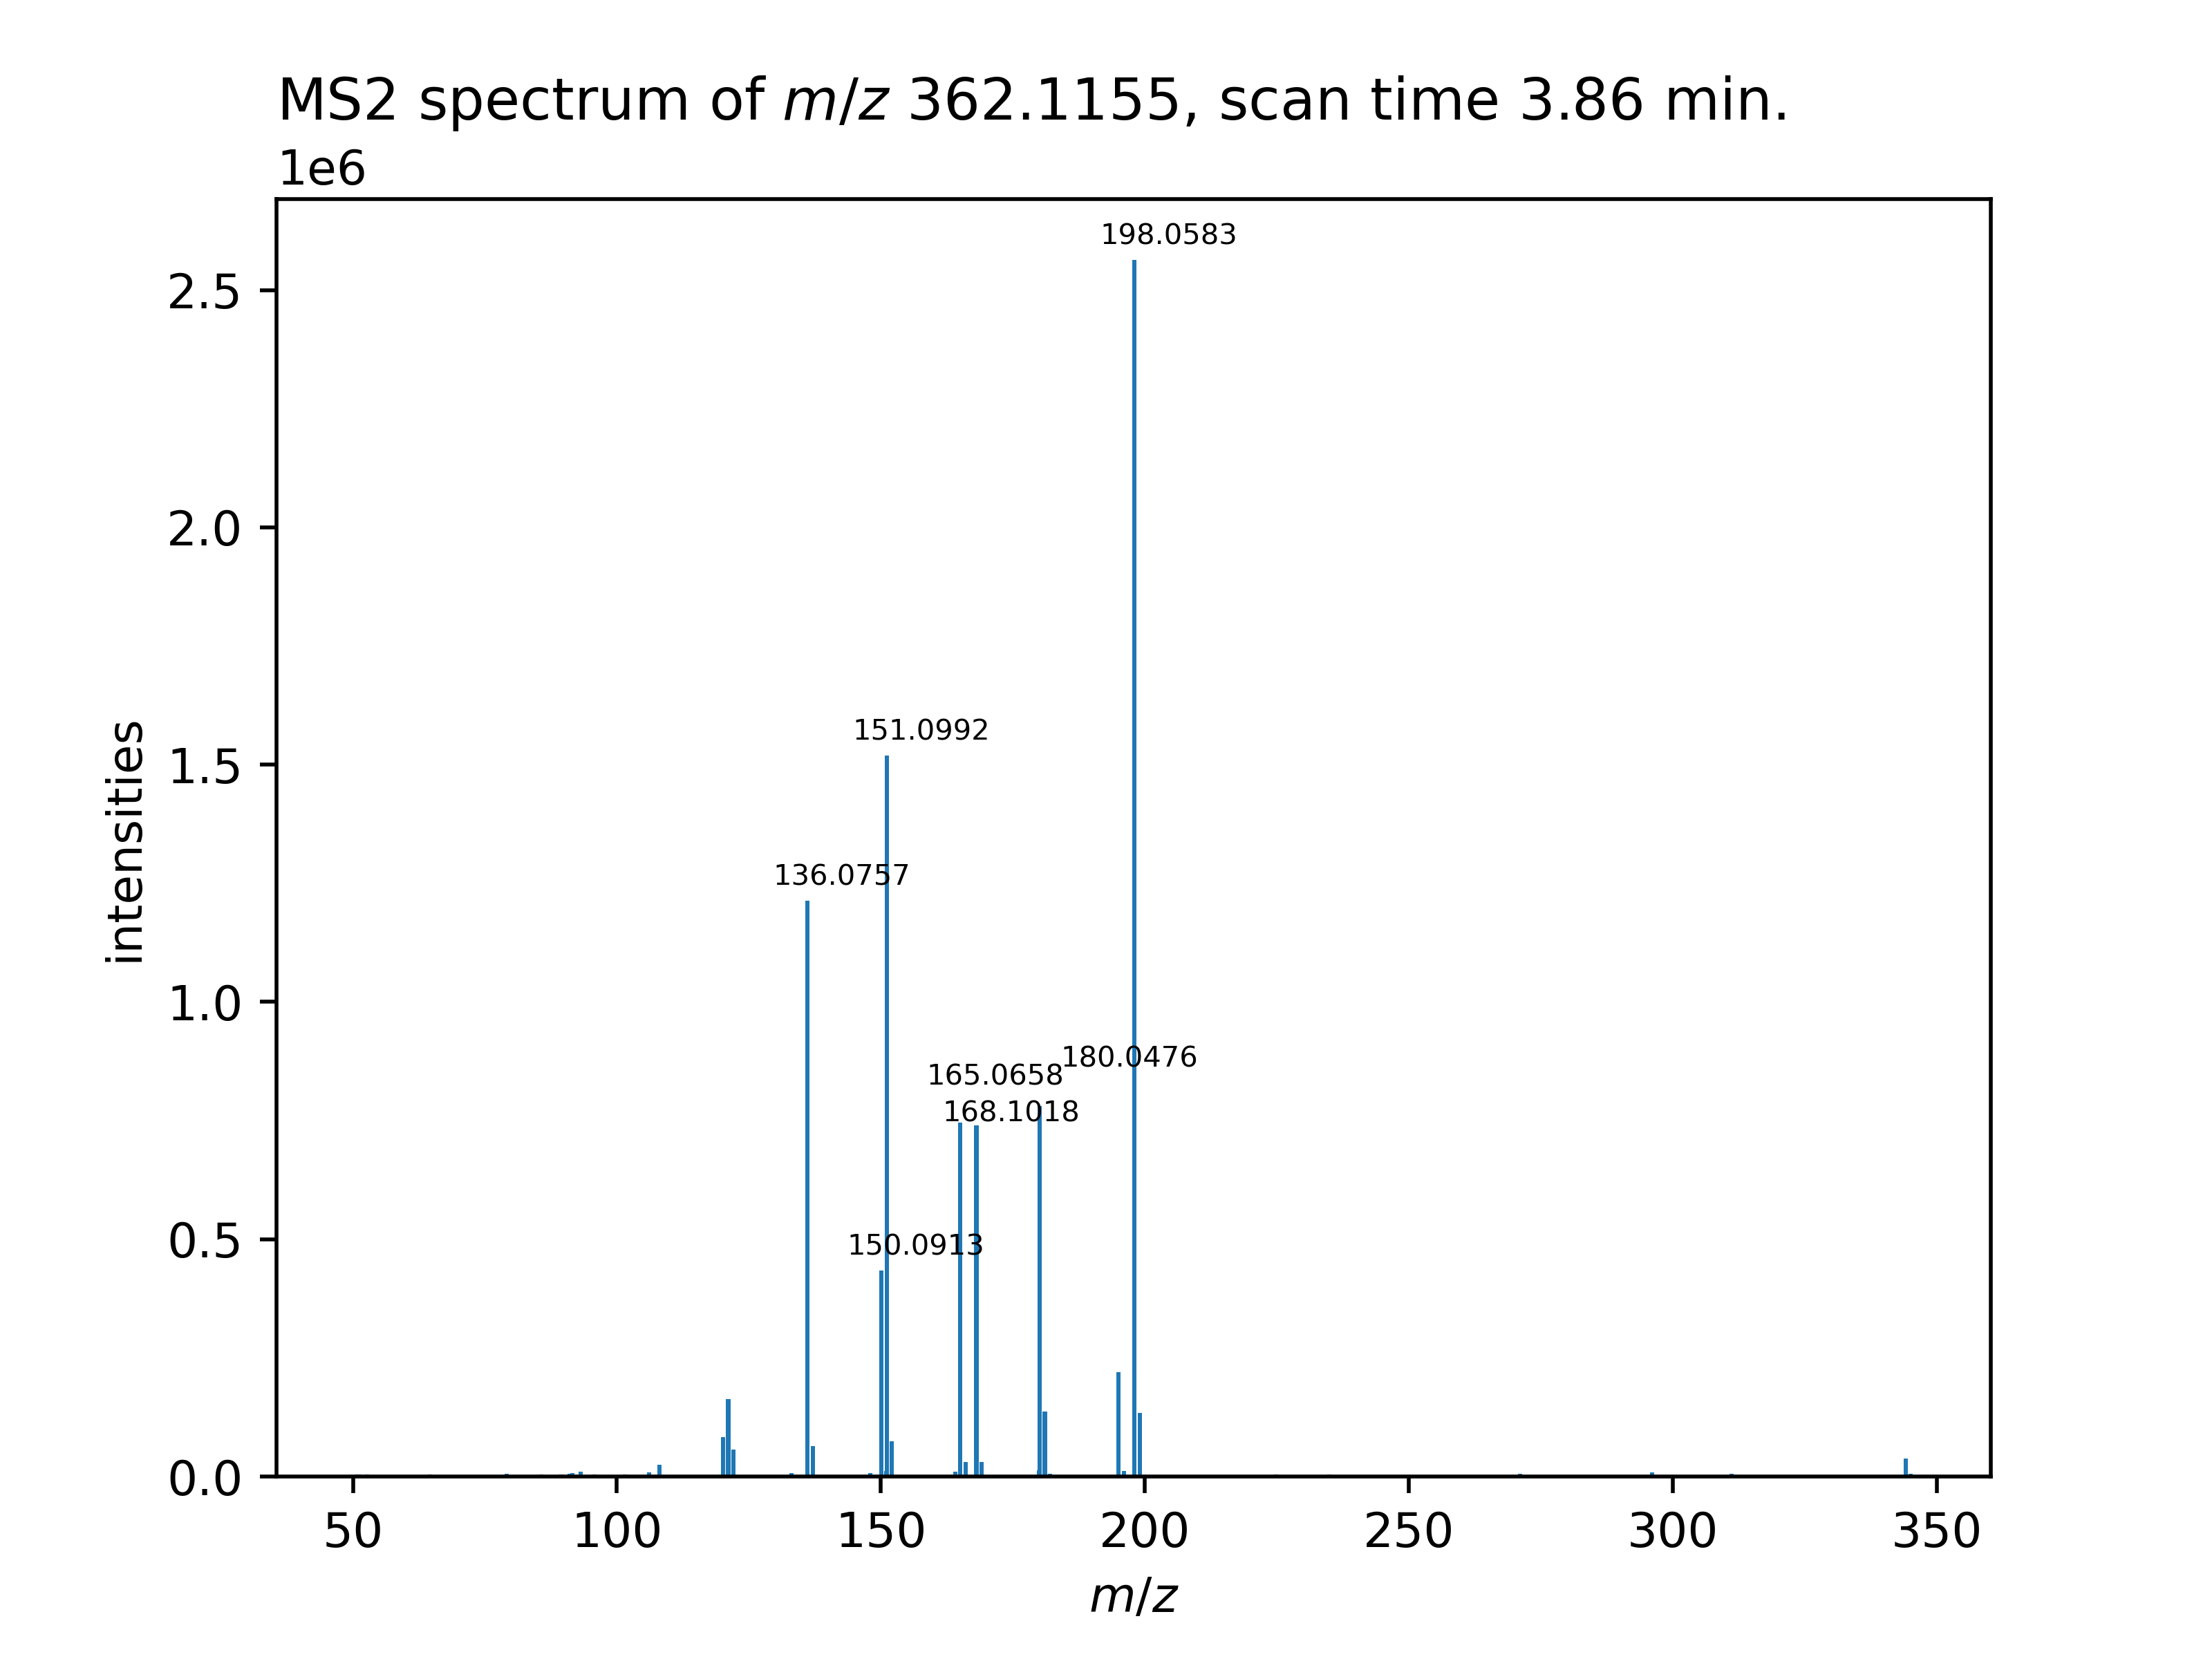 MS2 spectrum of m/z 362.1155, scan time 3.86 min.
1e6
198.0583
2.5
2.0
151.0992
1.5
136.0757
180.0476
165.0658
168.1018
1.0
150.0913
0.5
0.0
intensities
50 100 150 200 250 300 350
m/z